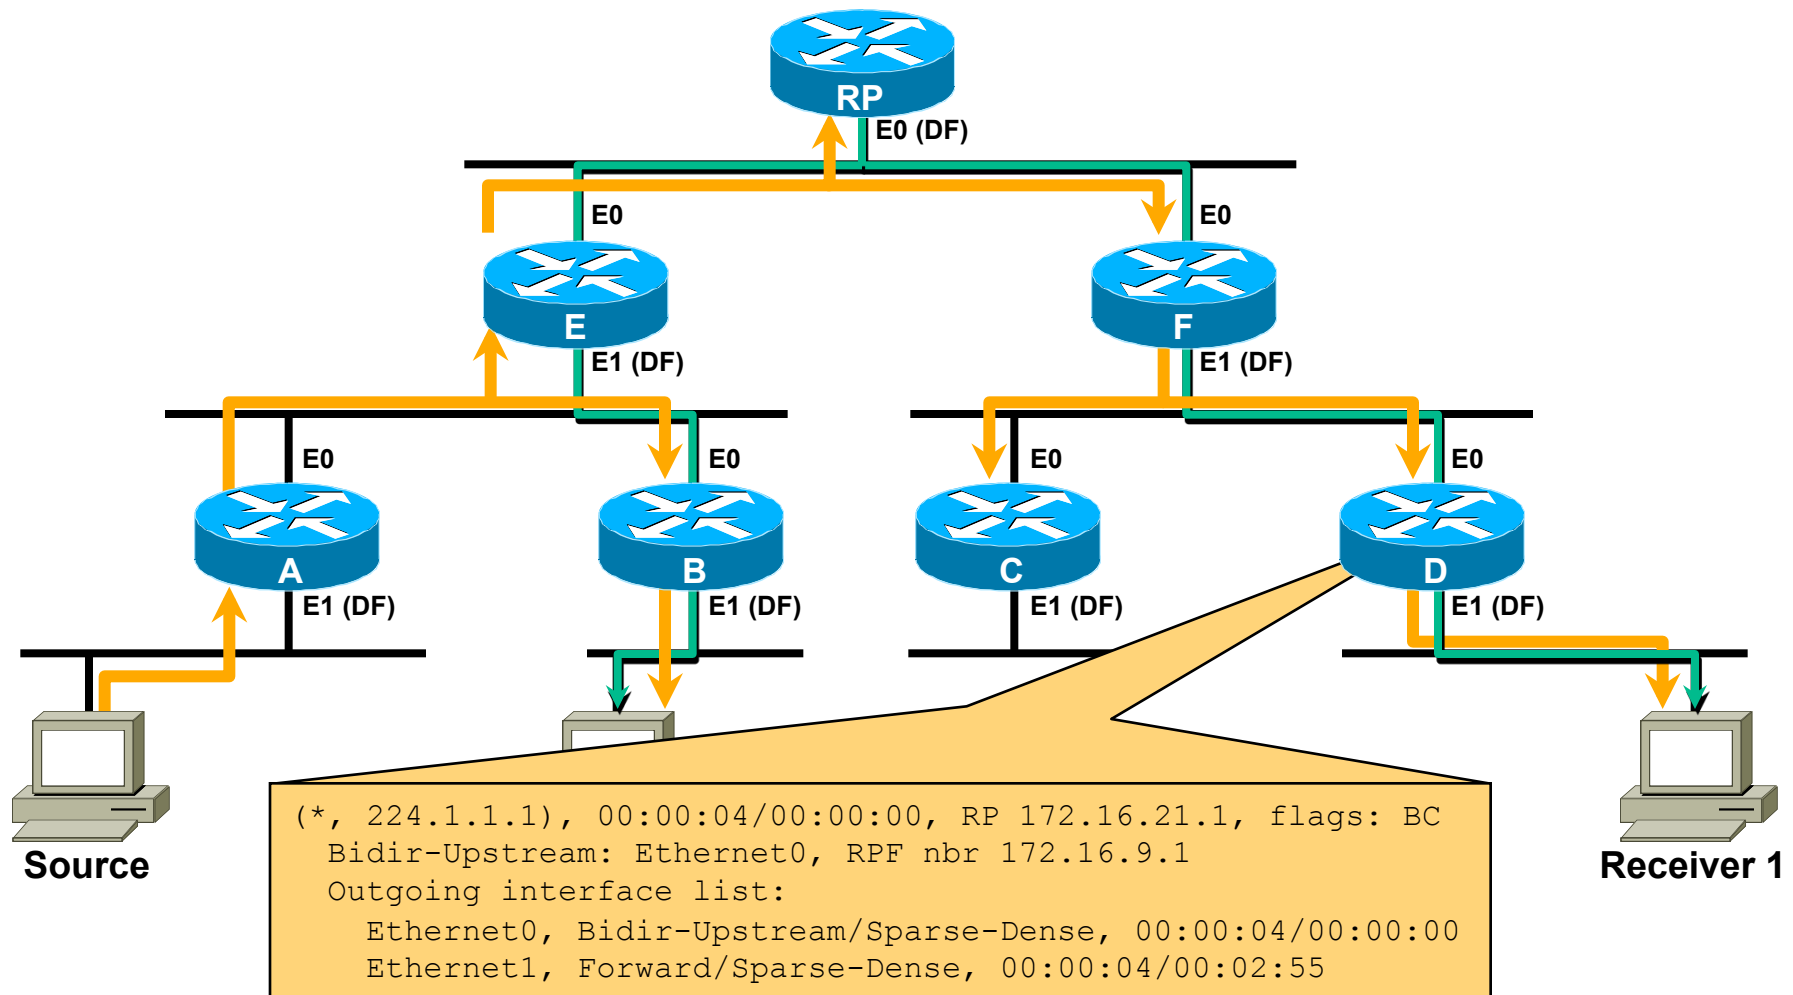 RP
E0 (DF)
E0
E0
E
F
E1 (DF)
E1 (DF)
E0
E0
E0
E0
A
B
C
D
E1 (DF)
E1 (DF)
E1 (DF)
E1 (DF)
Source
Receiver 1
(*, 224.1.1.1), 00:00:04/00:00:00, RP 172.16.21.1, flags: BC
Bidir-Upstream: Ethernet0, RPF nbr 172.16.9.1
Outgoing interface list:
Ethernet0, Bidir-Upstream/Sparse-Dense, 00:00:04/00:00:00
Ethernet1, Forward/Sparse-Dense, 00:00:04/00:02:55